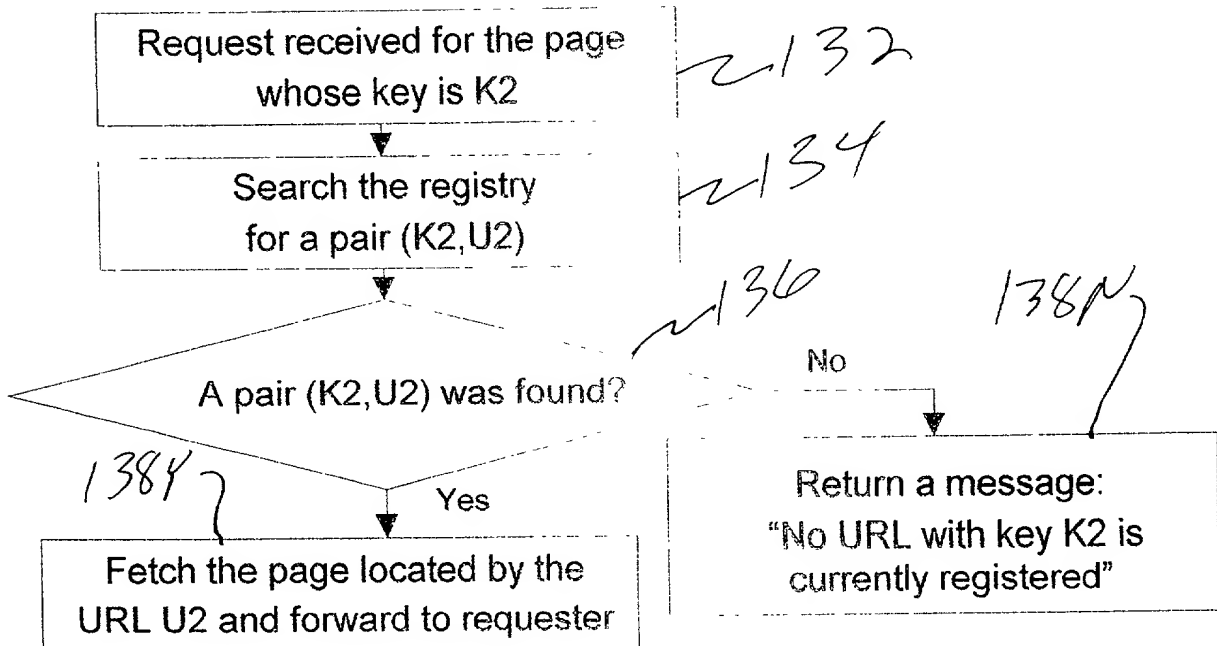 Request received for the page
whose key is K2
132
Search the registry
for a pair (K2,U2)
134
136
A pair (K2,U2) was found?
No
138N
138Y
Yes
Return a message:
"No URL with key K2 is
currently registered"
Fetch the page located by the
URL U2 and forward to requester